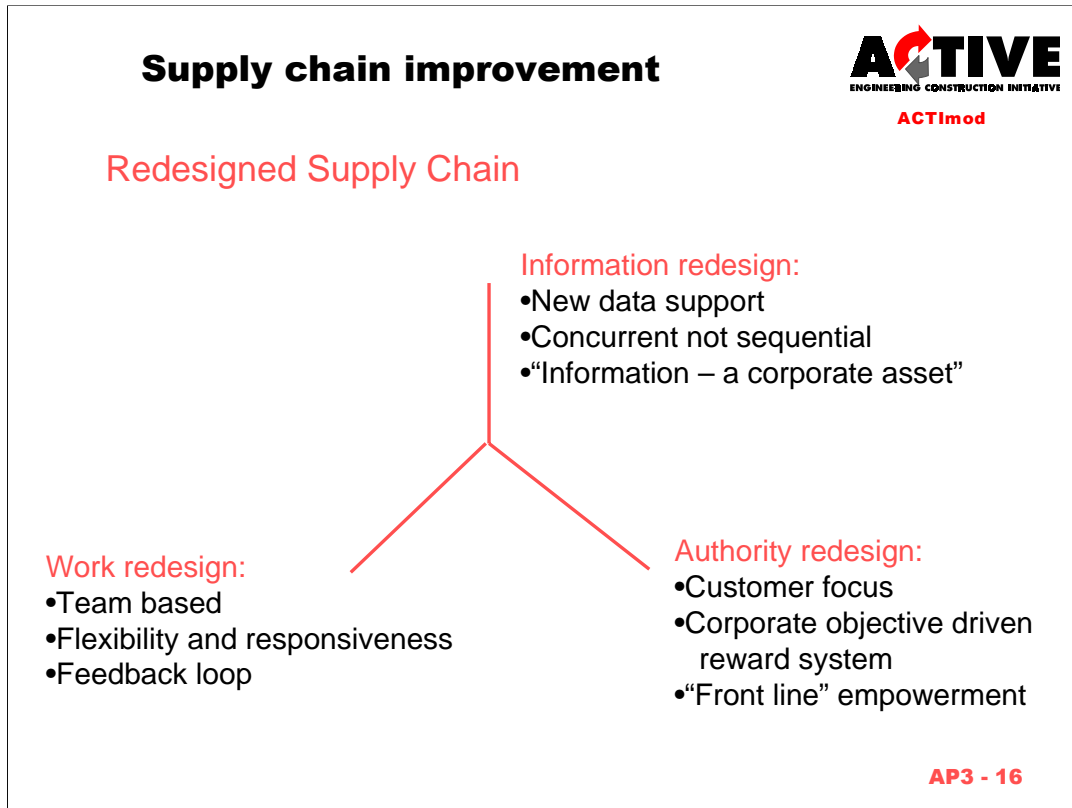 Supply chain improvement
ACTIVE
ENGINEERING CONSTRUCTION INITIATIVE
ACTImod
Redesigned Supply Chain
Information redesign:
•New data support
•Concurrent not sequential
•“Information – a corporate asset”
Work redesign:
•Team based
•Flexibility and responsiveness
•Feedback loop
Authority redesign:
•Customer focus
•Corporate objective driven
reward system
•“Front line” empowerment
AP3 - 16